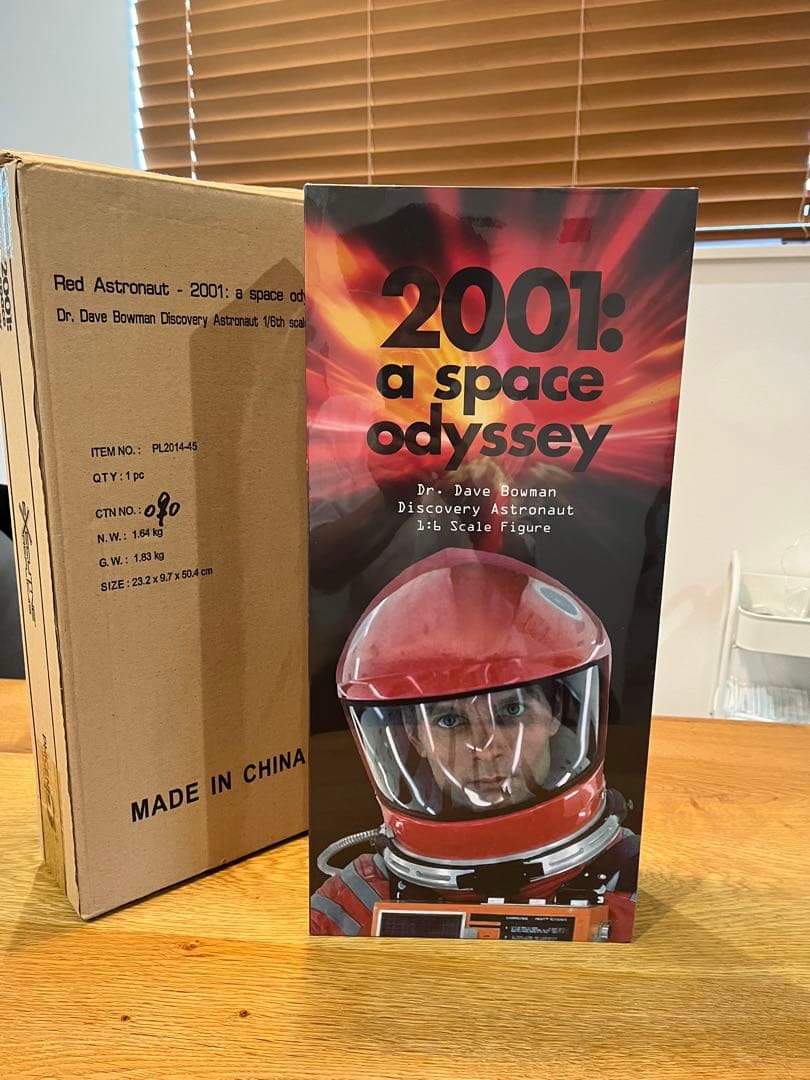 Red Astronaut - 2001: a space ody
Dr. Dave Bowman Discovery Astronaut 1/6th scal
ITEM NO.: PL2014-45
QTY: 1 pc
CTN NO.: 090
N.W.: 1.64 kg
G.W.: 1.83 kg
SIZE: 23.2 x 9.7 x 50.4 cm
MADE IN CHINA
2001:
2001:
a space
odyssey
Dr. Dave Bowman
Discovery Astronaut
1:6 Scale Figure